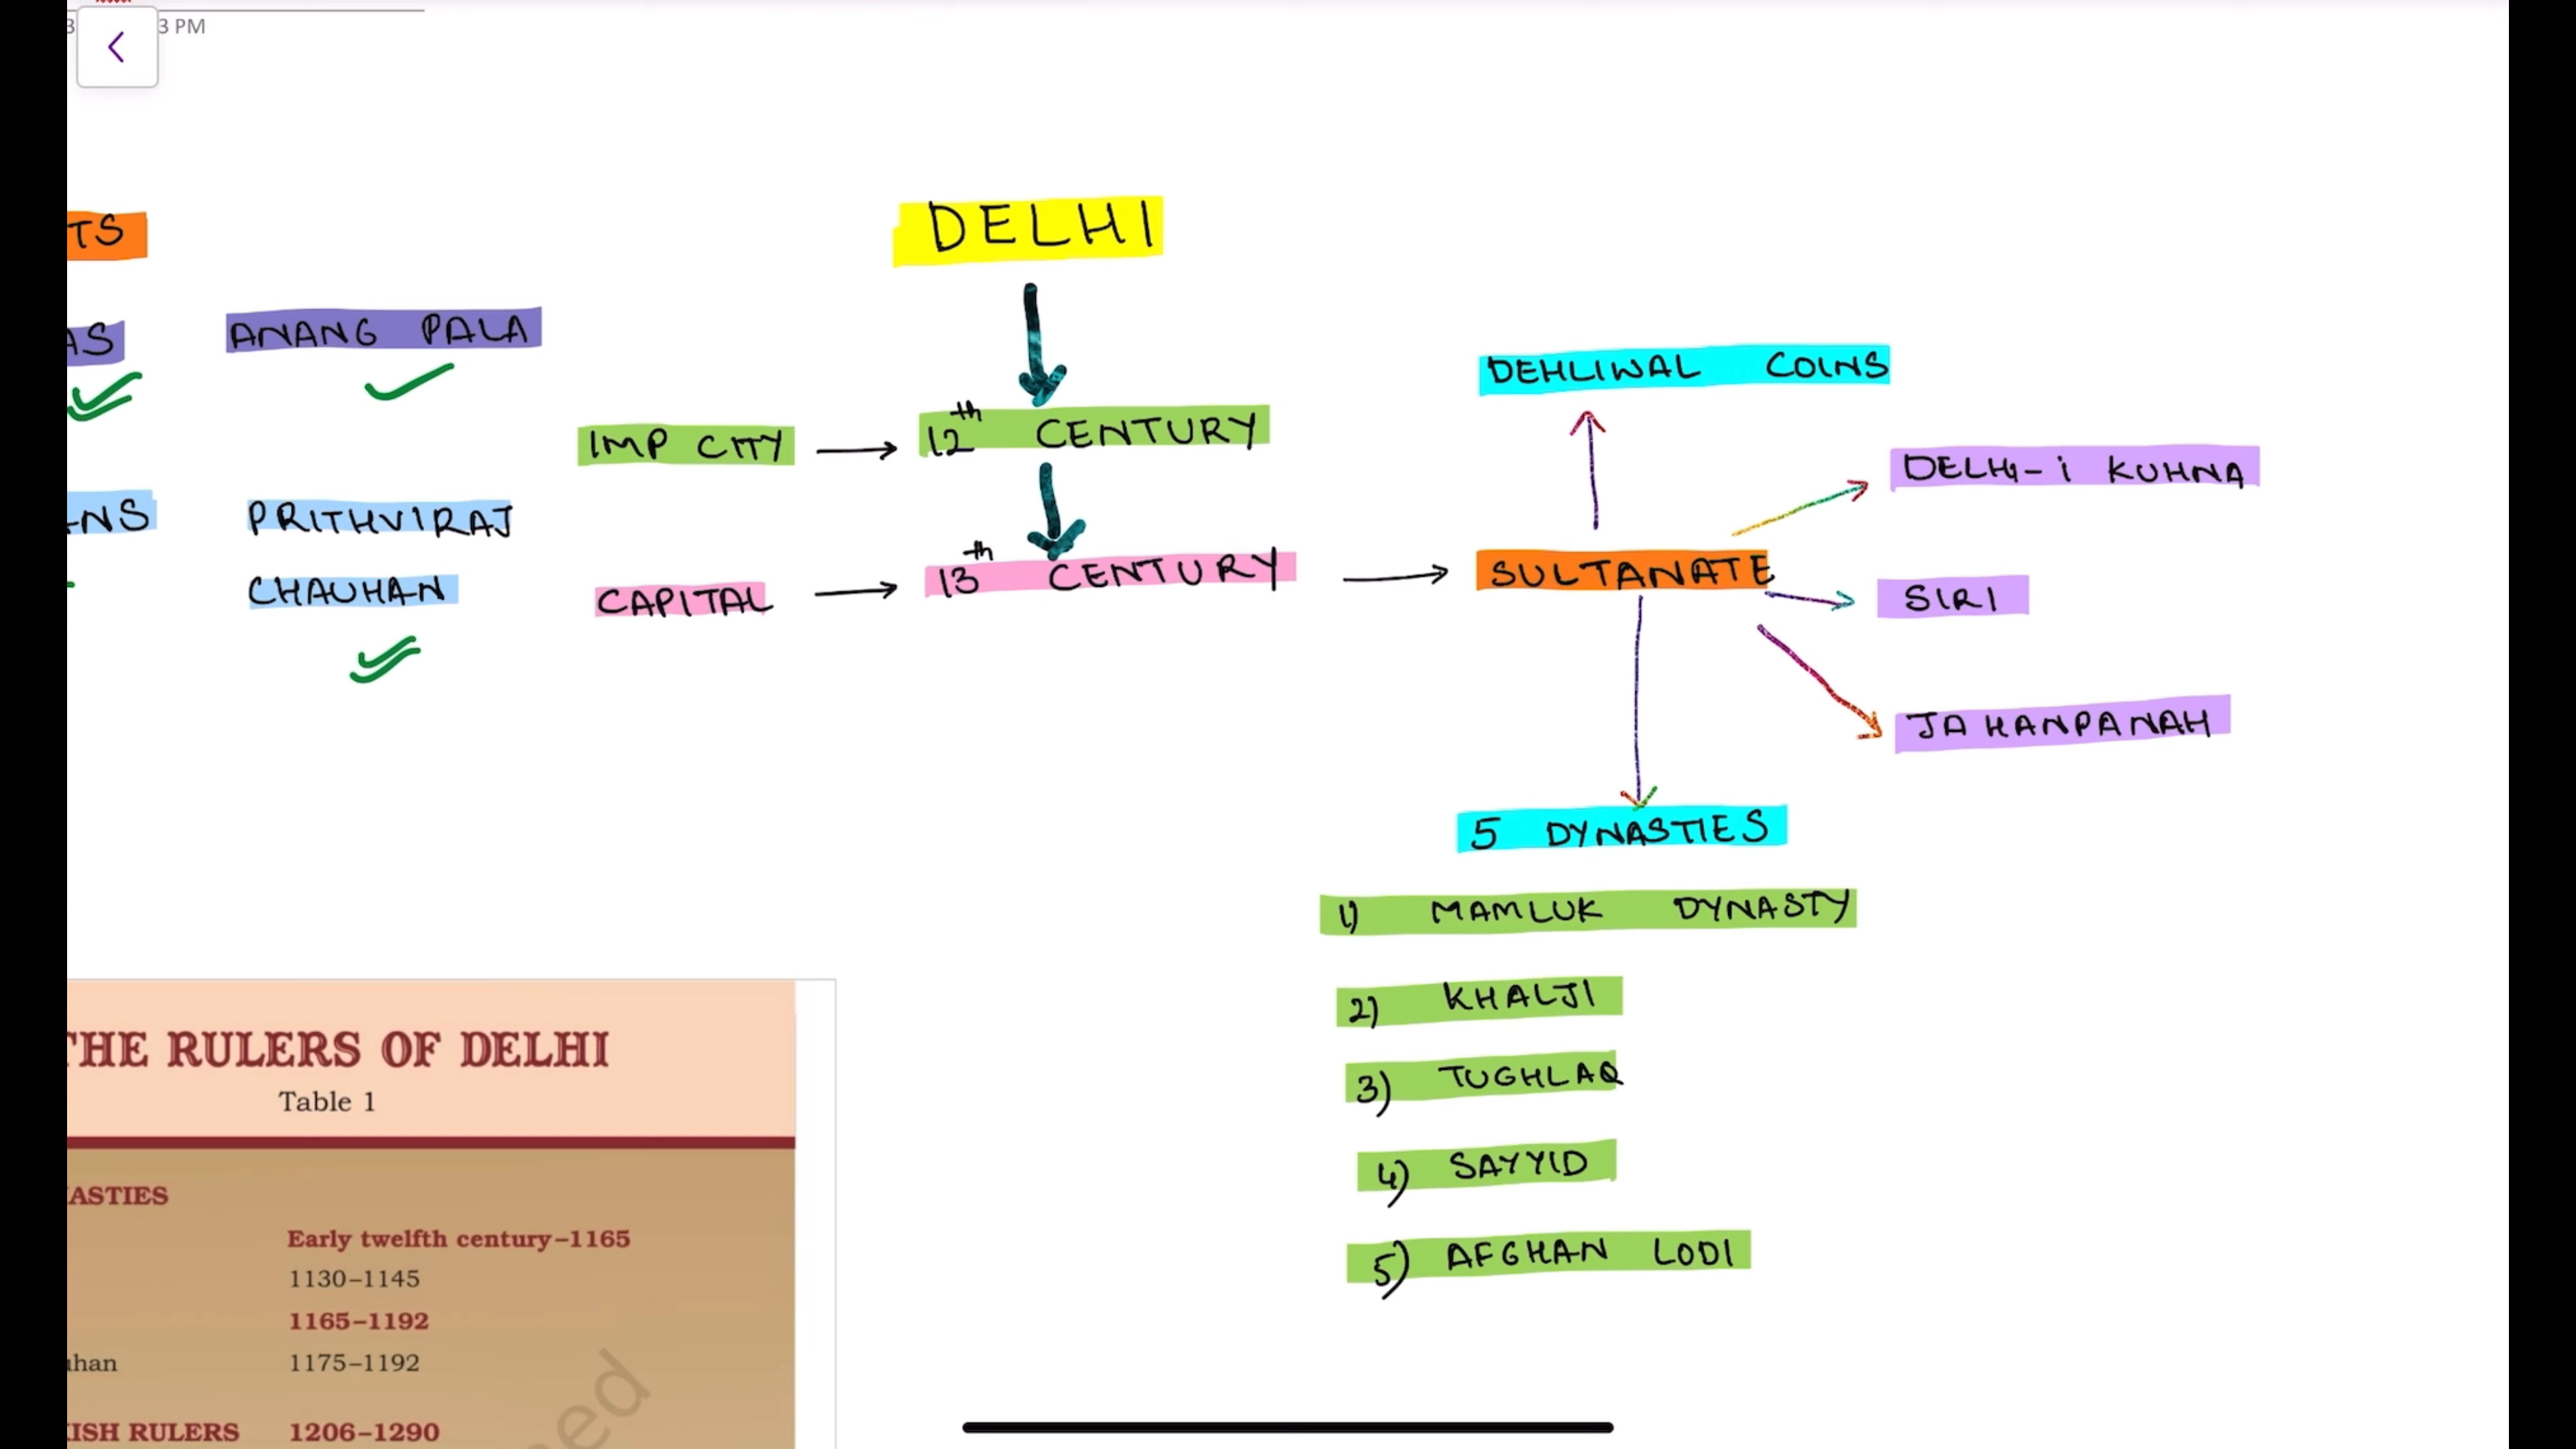 3 PM
DELHI
TS
AS ANANG PALA
DEHLIWAL COINS
IMP CITY 12th CENTURY
DELHI-i KUHNA
NS PRITHVIRAJ
CHAUHAN
CAPITAL 13th CENTURY
SULTANATE
SIRI
JAHANPANAH
5 DYNASTIES
1) MAMLUK DYNASTY
2) KHALJI
3) TUGHLAQ
4) SAYYID
5) AFGHAN LODI
THE RULERS OF DELHI
Table 1
ASTIES
Early twelfth century–1165
1130–1145
1165–1192
uhan 1175–1192
ISH RULERS 1206–1290
ed